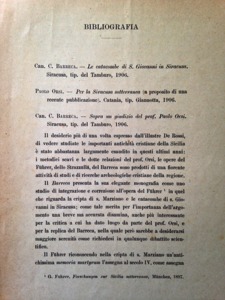 BIBLIOGRAFIA
CAN. C. BARRECA. — Le catacombe di S. Giovanni in Siracusa.
Siracusa, tip. del Tamburo, 1906.
PAOLO ORSI. — Per la Siracusa sotterranea (a proposito di una
recente pubblicazione); Catania, tip. Giannotta, 1906.
CAN. C. BARRECA. — Sopra un giudizio del prof. Paolo Orsi.
Siracusa, tip. del Tamburo, 1906.
Il desiderio più di una volta espresso dall'illustre De Rossi,
di vedere studiate le importanti antichità cristiane della Sicilia
è stato abbastanza largamente esaudito in questi ultimi anni:
i metodici scavi e le dotte relazioni del prof. Orsi, le opere del
Führer, dello Strazzulla, del Barreca sono prodotti di una fiorente
attività di studi e di ricerche archeologiche cristiane della regione.
Il Barreca presenta la sua elegante monografia come uno
studio di integrazione e correzione all'opera del Führer ¹ in quel
che riguarda la cripta di s. Marziano e le catacombe di s. Gio-
vanni in Siracusa; come tale merita per l'importanza dell'argo-
mento una breve ma accurata disamina, anche più interessante
per la critica a cui ha dato luogo da parte del prof. Orsi, e
per la replica del Barreca, nella quale però sarebbe a desiderarsi
maggiore serenità come richiedesi in qualunque dibattito scien-
tifico.
Il Führer riconoscendo nella cripta di s. Marziano un'anti-
chissima memoria martyrum l'assegna al secolo IV, come assegna
¹ G. Führer, Forschungen zur Sicilia sotterranea, München, 1897.